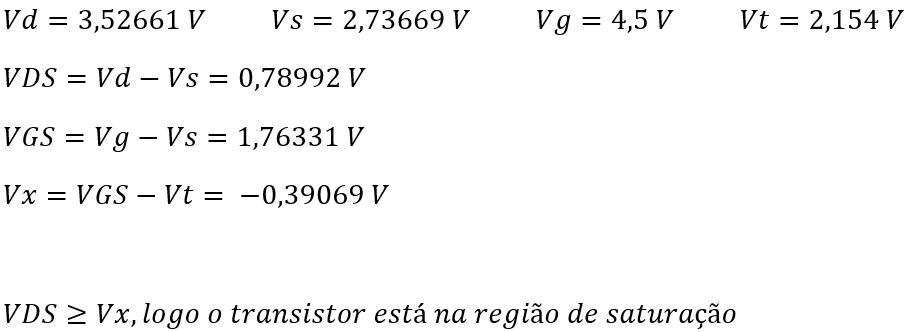 Vd = 3,52661 V Vs = 2,73669 V Vg = 4,5 V Vt = 2,154 V
VDS = Vd − Vs = 0,78992 V
VGS = Vg − Vs = 1,76331 V
Vx = VGS − Vt = −0,39069 V
VDS ≥ Vx, logo o transistor está na região de saturação